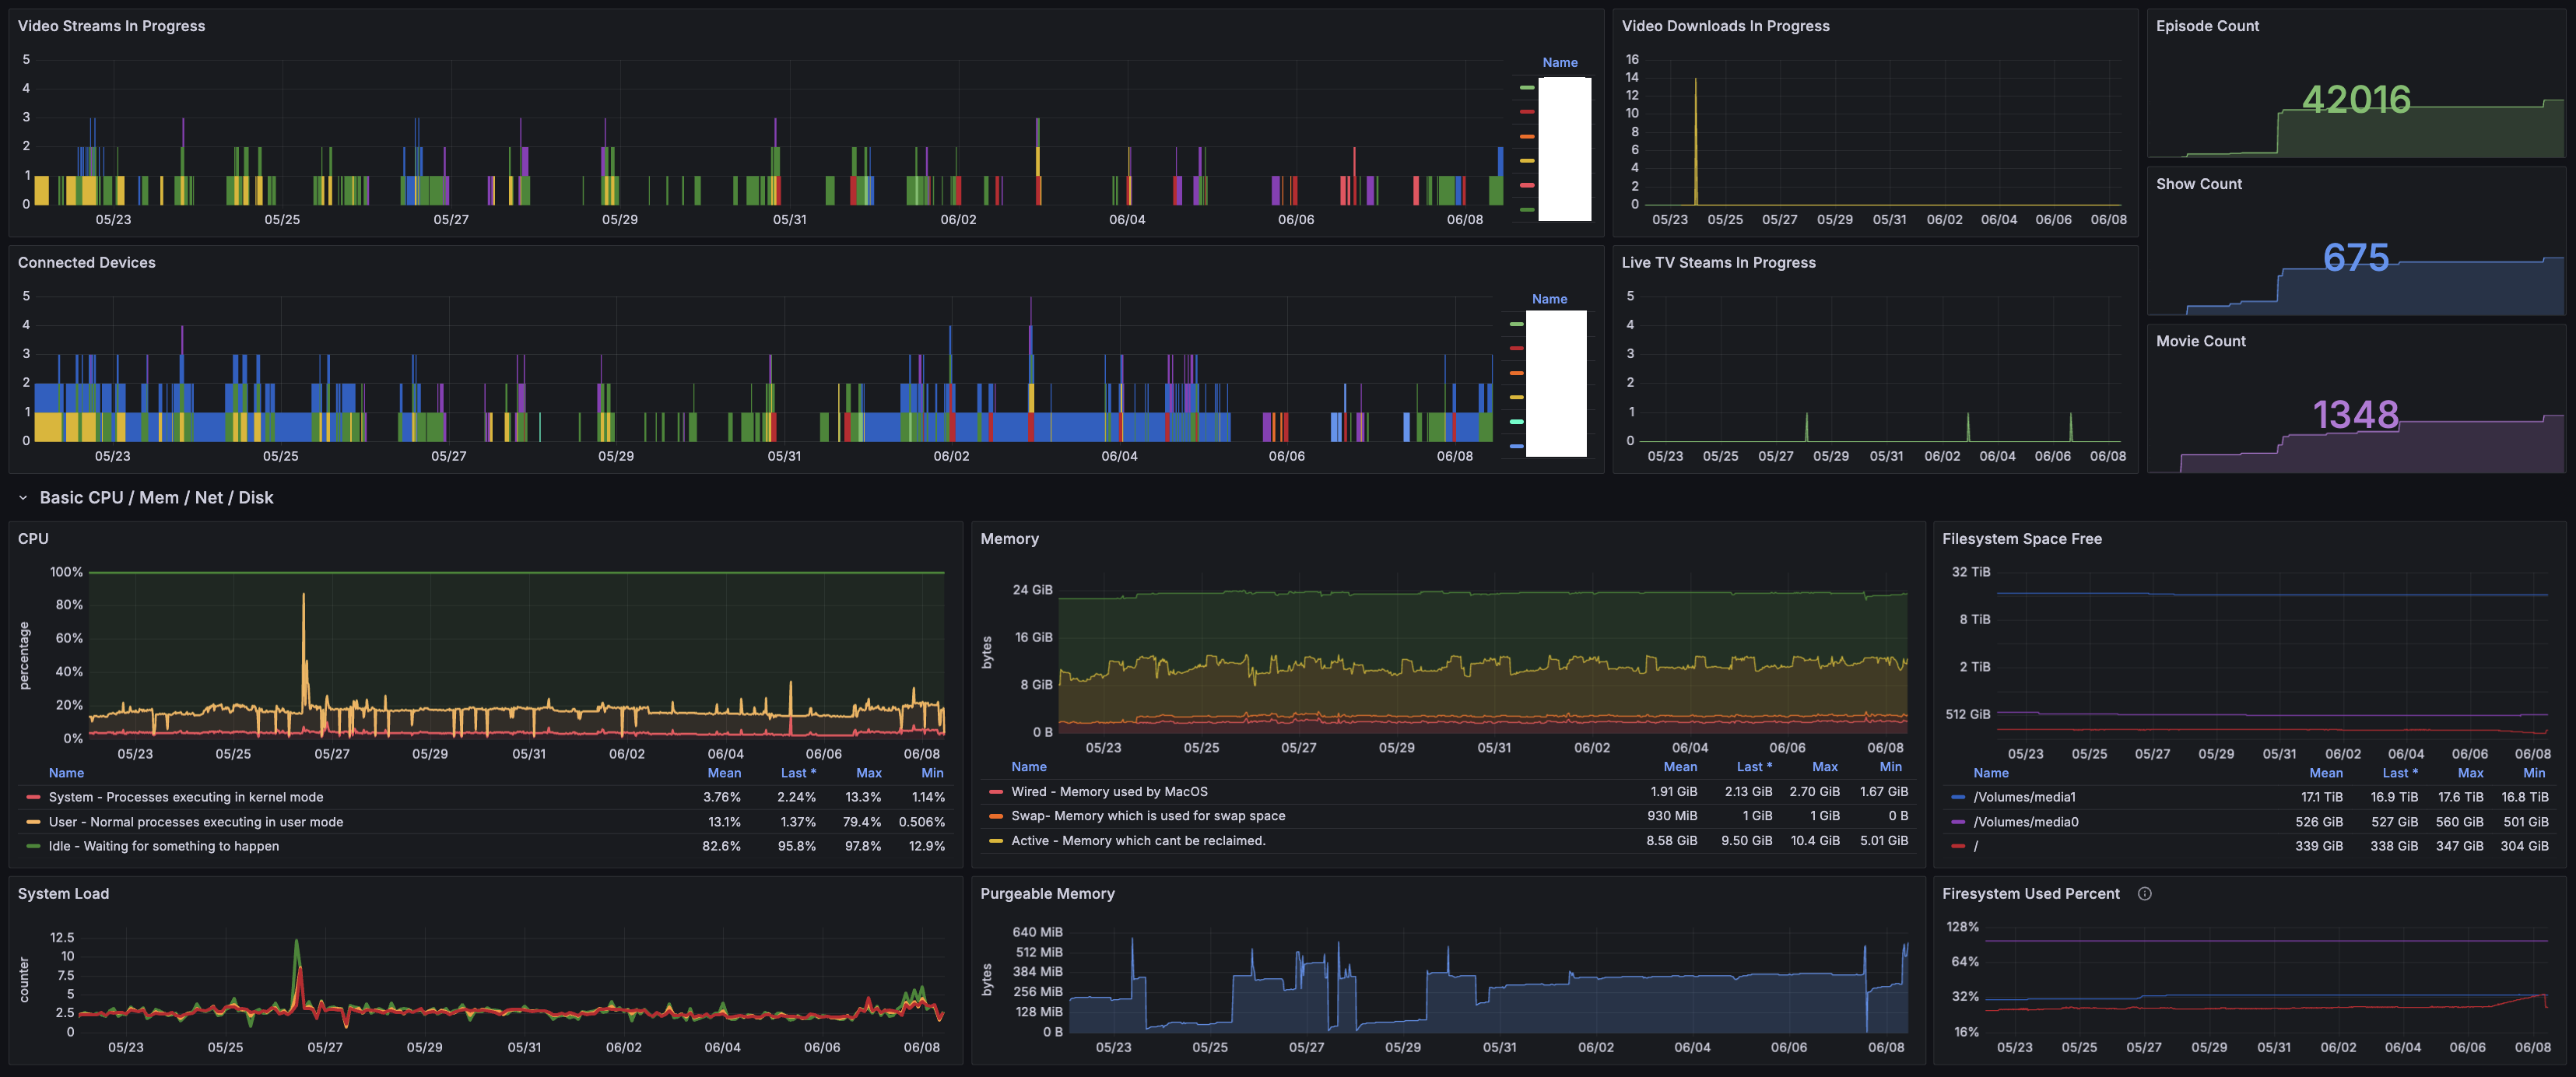 Video Streams In Progress
5
4
3
2
1
0
05/23 05/25 05/27 05/29 05/31 06/02 06/04 06/06 06/08
Name
Video Downloads In Progress
16
14
12
10
8
6
4
2
0
05/23 05/25 05/27 05/29 05/31 06/02 06/04 06/06 06/08
Episode Count
42016
Show Count
675
Movie Count
1348
Connected Devices
5
4
3
2
1
0
05/23 05/25 05/27 05/29 05/31 06/02 06/04 06/06 06/08
Name
Live TV Steams In Progress
5
4
3
2
1
0
05/23 05/25 05/27 05/29 05/31 06/02 06/04 06/06 06/08
Basic CPU / Mem / Net / Disk
CPU
percentage
100%
80%
60%
40%
20%
0%
05/23 05/25 05/27 05/29 05/31 06/02 06/04 06/06 06/08
Name Mean Last * Max Min
System - Processes executing in kernel mode 3.76% 2.24% 13.3% 1.14%
User - Normal processes executing in user mode 13.1% 1.37% 79.4% 0.506%
Idle - Waiting for something to happen 82.6% 95.8% 97.8% 12.9%
Memory
bytes
24 GiB
16 GiB
8 GiB
0 B
05/23 05/25 05/27 05/29 05/31 06/02 06/04 06/06 06/08
Name Mean Last * Max Min
Wired - Memory used by MacOS 1.91 GiB 2.13 GiB 2.70 GiB 1.67 GiB
Swap- Memory which is used for swap space 930 MiB 1 GiB 1 GiB 0 B
Active - Memory which cant be reclaimed. 8.58 GiB 9.50 GiB 10.4 GiB 5.01 GiB
Filesystem Space Free
32 TiB
8 TiB
2 TiB
512 GiB
05/23 05/25 05/27 05/29 05/31 06/02 06/04 06/06 06/08
Name Mean Last * Max Min
/Volumes/media1 17.1 TiB 16.9 TiB 17.6 TiB 16.8 TiB
/Volumes/media0 526 GiB 527 GiB 560 GiB 501 GiB
/ 339 GiB 338 GiB 347 GiB 304 GiB
System Load
counter
12.5
10
7.5
5
2.5
0
05/23 05/25 05/27 05/29 05/31 06/02 06/04 06/06 06/08
Purgeable Memory
bytes
640 MiB
512 MiB
384 MiB
256 MiB
128 MiB
0 B
05/23 05/25 05/27 05/29 05/31 06/02 06/04 06/06 06/08
Firesystem Used Percent
128%
64%
32%
16%
05/23 05/25 05/27 05/29 05/31 06/02 06/04 06/06 06/08